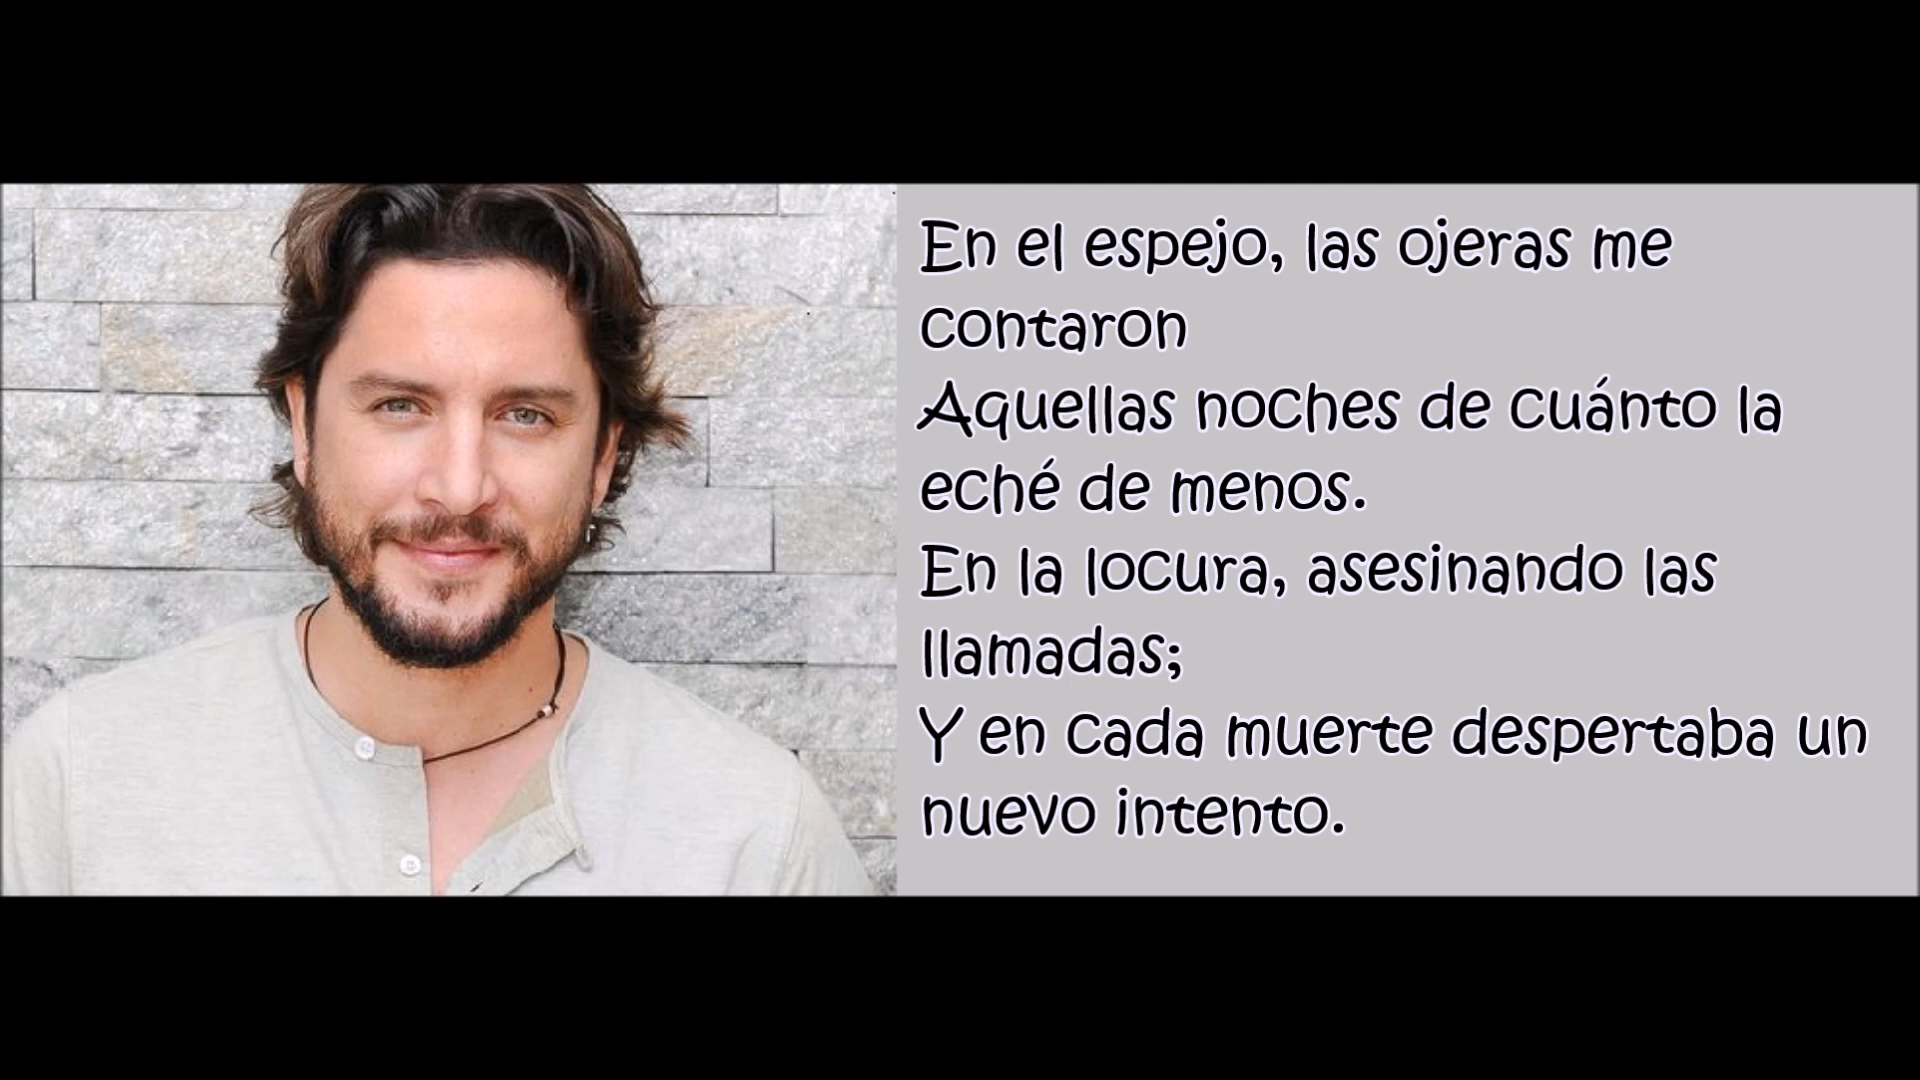 En el espejo, las ojeras me
contaron
Aquellas noches de cuánto la
eché de menos.
En la locura, asesinando las
llamadas;
Y en cada muerte despertaba un
nuevo intento.